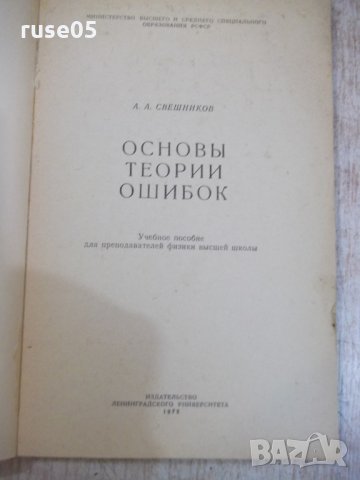 ruse05
МИНИСТЕРСТВО ВЫСШЕГО И СРЕДНЕГО СПЕЦИАЛЬНОГО
ОБРАЗОВАНИЯ РСФСР
А. А. СВЕШНИКОВ
ОСНОВЫ
ТЕОРИИ
ОШИБОК
Учебное пособие
для преподавателей физики высшей школы
ИЗДАТЕЛЬСТВО
ЛЕНИНГРАДСКОГО УНИВЕРСИТЕТА
1972
BAZAR